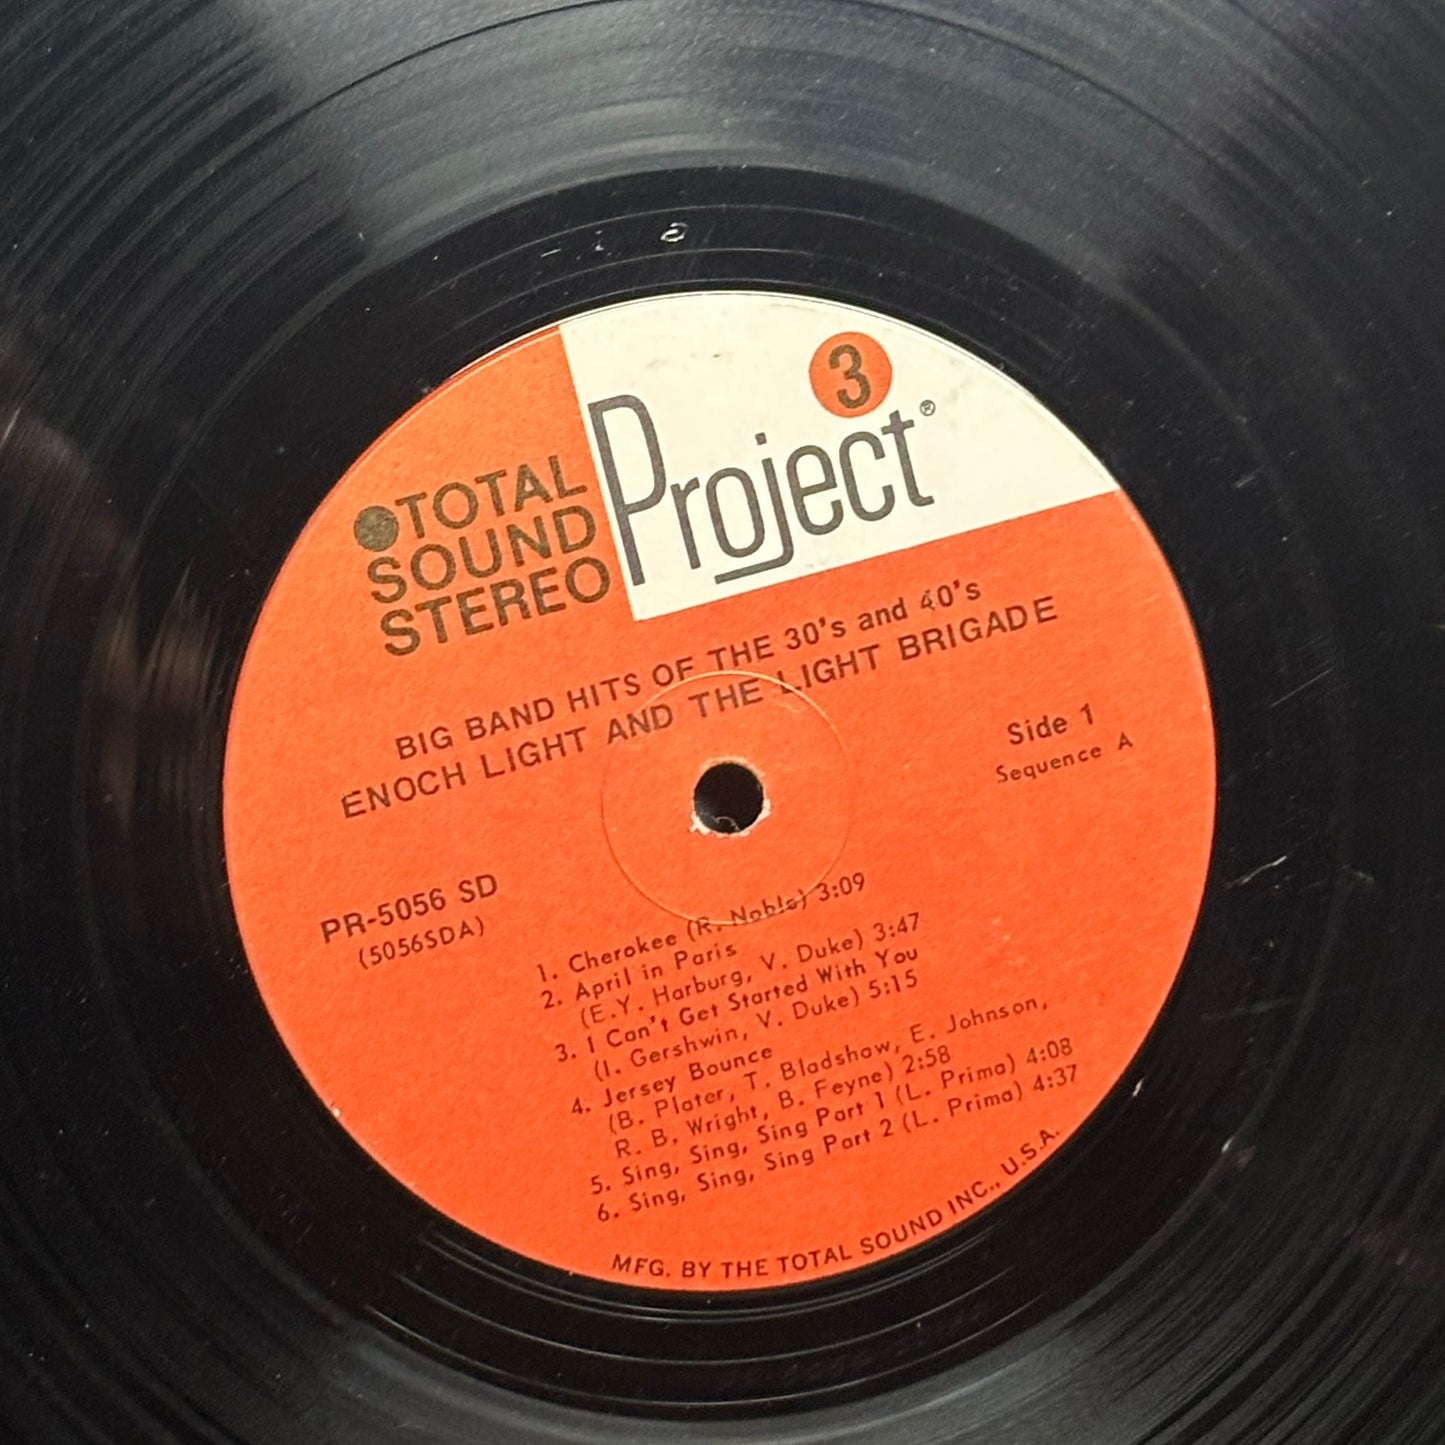 3
Project®
TOTAL
SOUND
STEREO
BIG BAND HITS OF THE 30's and 40's
ENOCH LIGHT AND THE LIGHT BRIGADE
Side 1
Sequence A
PR-5056 SD
(5056SDA)
1. Cherokee (R. Noble) 3:09
2. April in Paris
(E.Y. Harburg, V. Duke) 3:47
3. I Can't Get Started With You
(I. Gershwin, V. Duke) 5:15
4. Jersey Bounce
(B. Plater, T. Bladshaw, E. Johnson,
R. B. Wright, B. Feyne) 2:58
5. Sing, Sing, Sing Part 1 (L. Prima) 4:08
6. Sing, Sing, Sing Part 2 (L. Prima) 4:37
MFG. BY THE TOTAL SOUND INC., U.S.A.